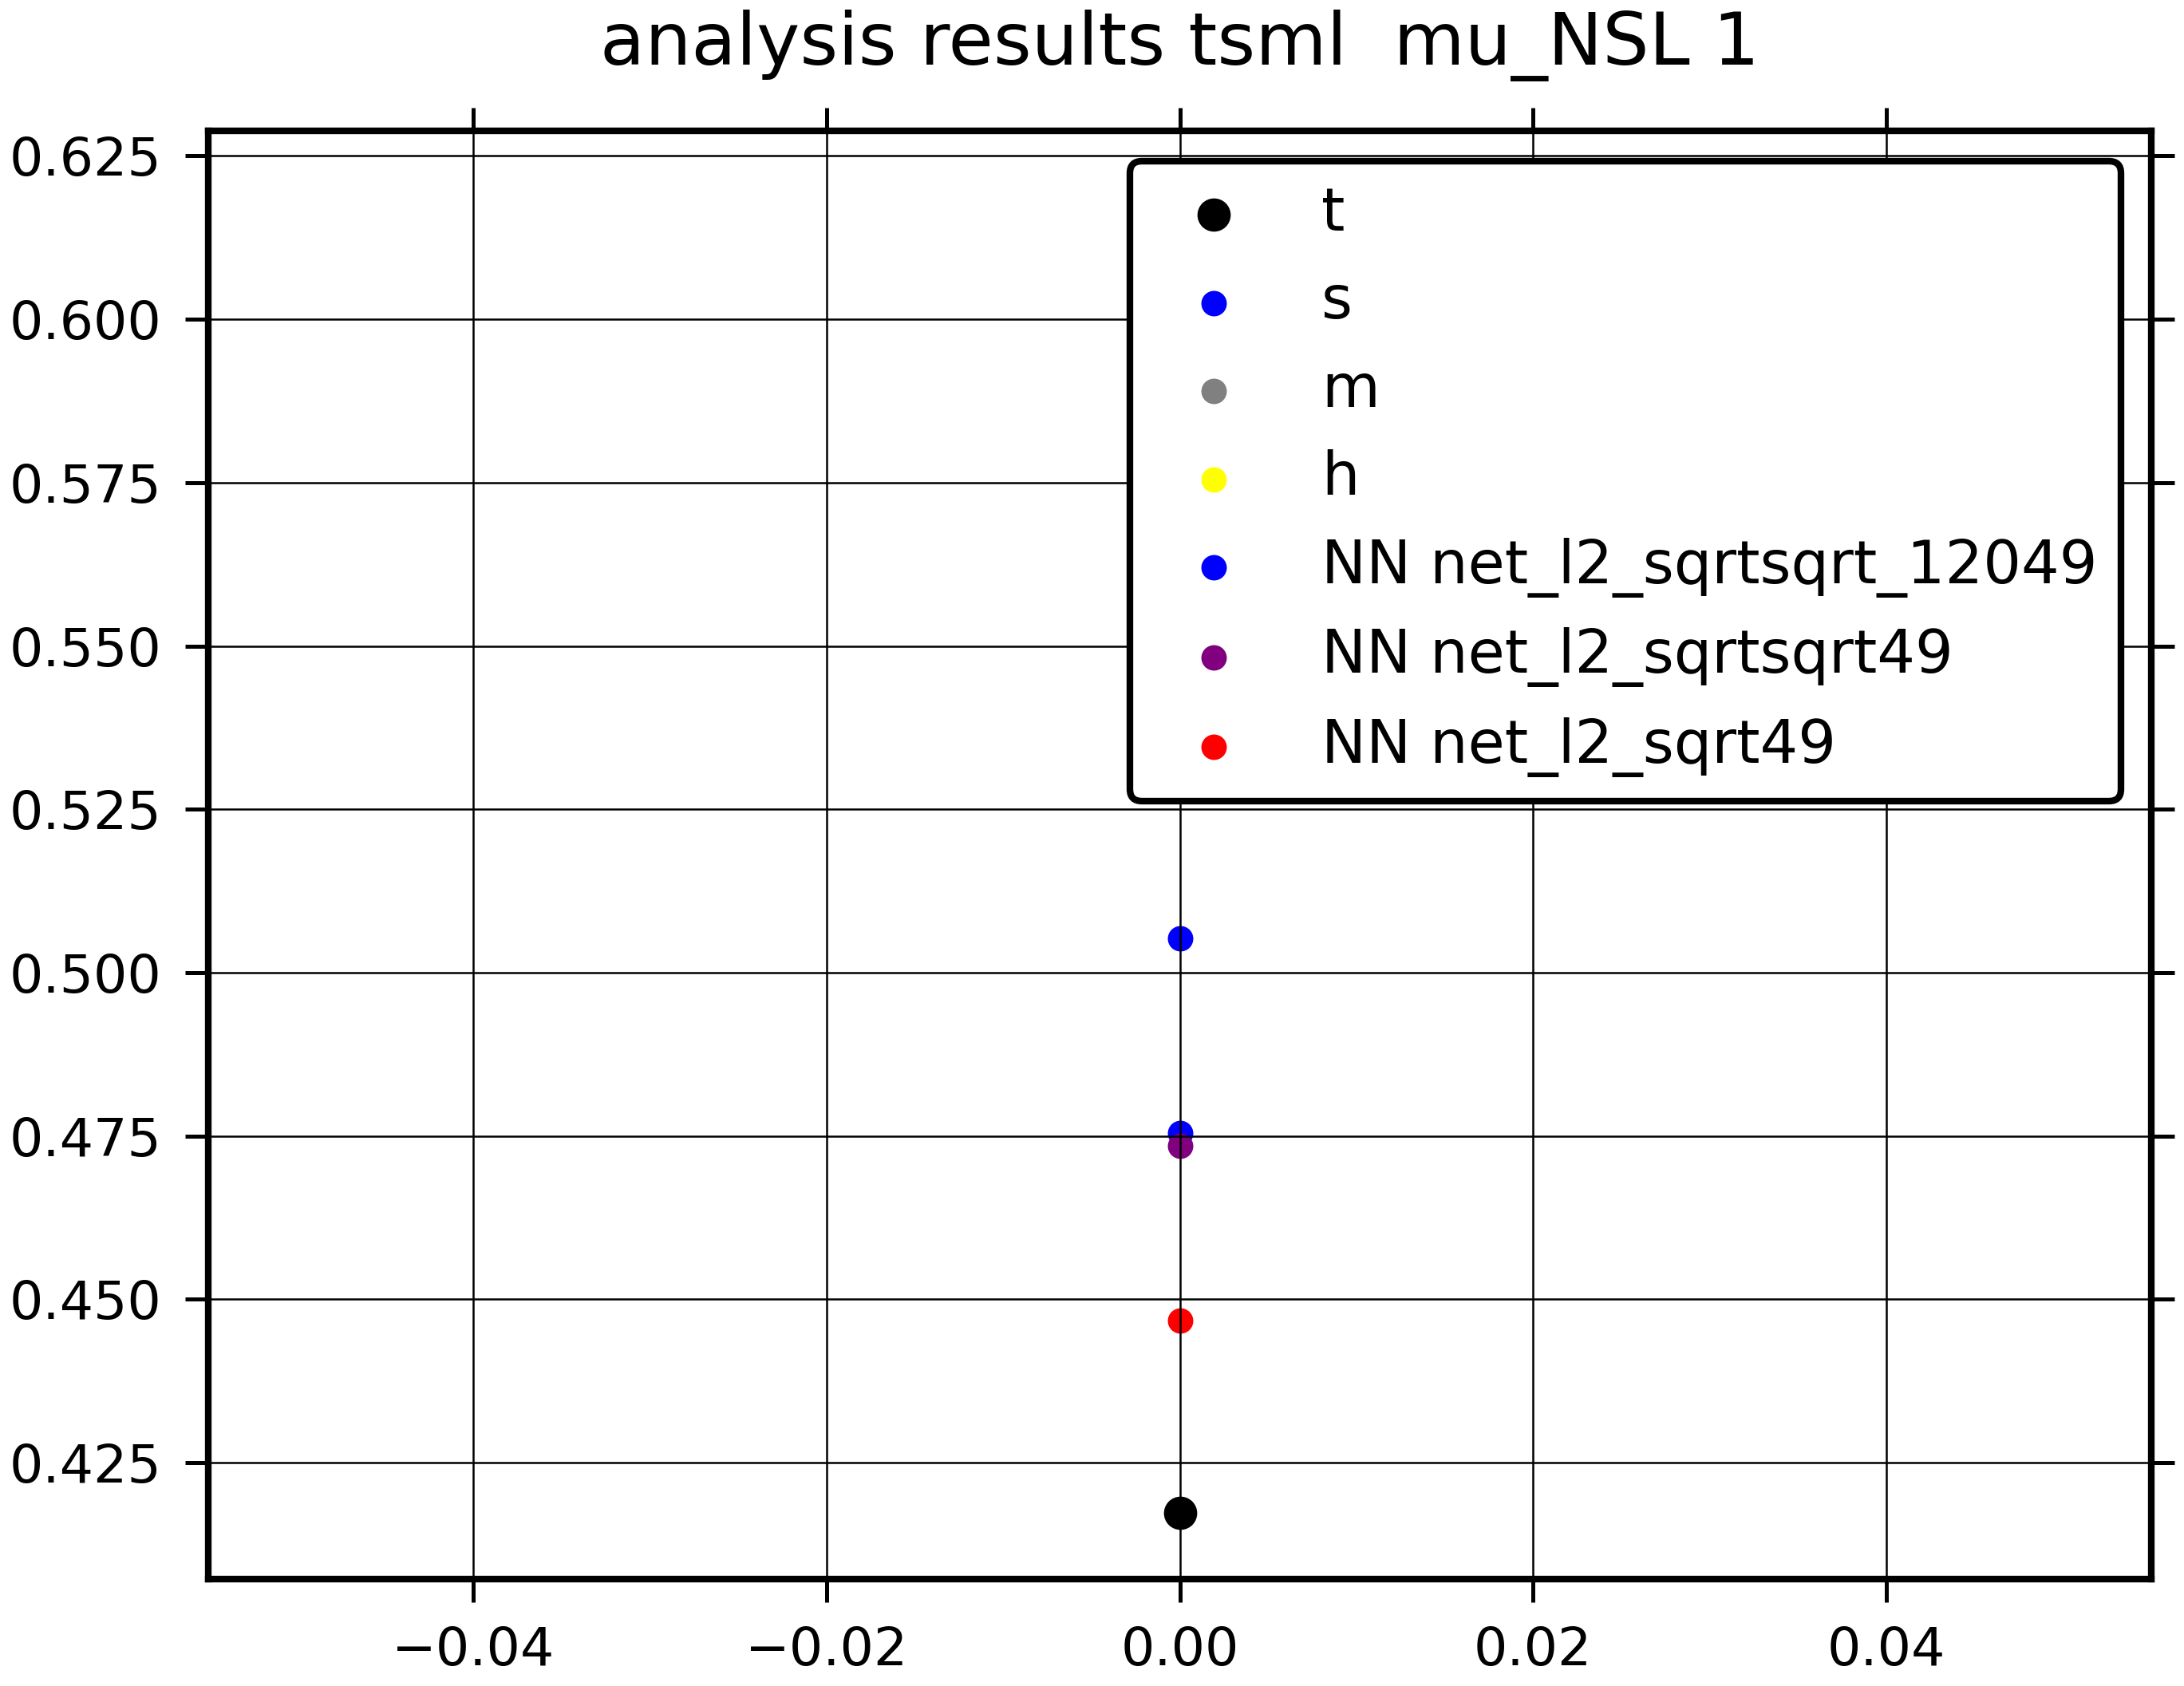 analysis results tsml  mu_NSL 1
0.625
0.600
0.575
0.550
0.525
0.500
0.475
0.450
0.425
t
s
m
h
NN net_l2_sqrtsqrt_12049
NN net_l2_sqrtsqrt49
NN net_l2_sqrt49
−0.04
−0.02
0.00
0.02
0.04